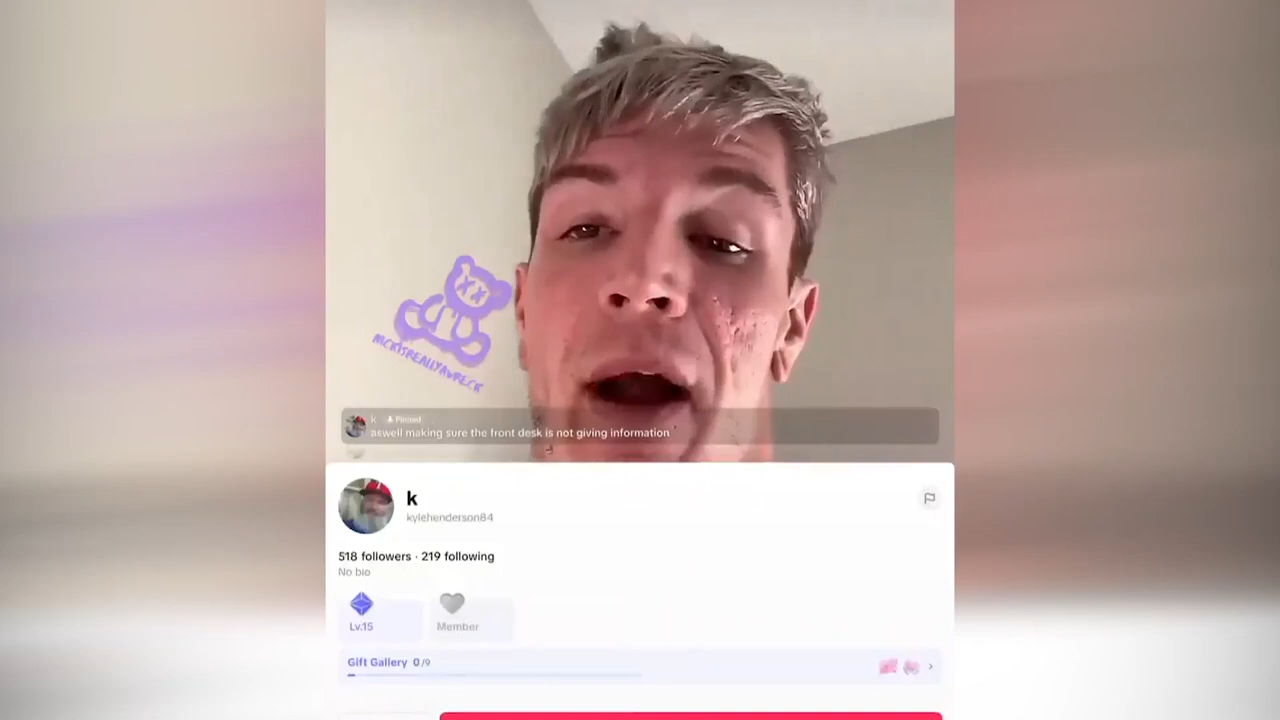 MCKISREALLYAWRECK
k Pinned
aswell making sure the front desk is not giving information
k
kylehenderson84
518 followers · 219 following
No bio
Lv.15
Member
Gift Gallery 0/9